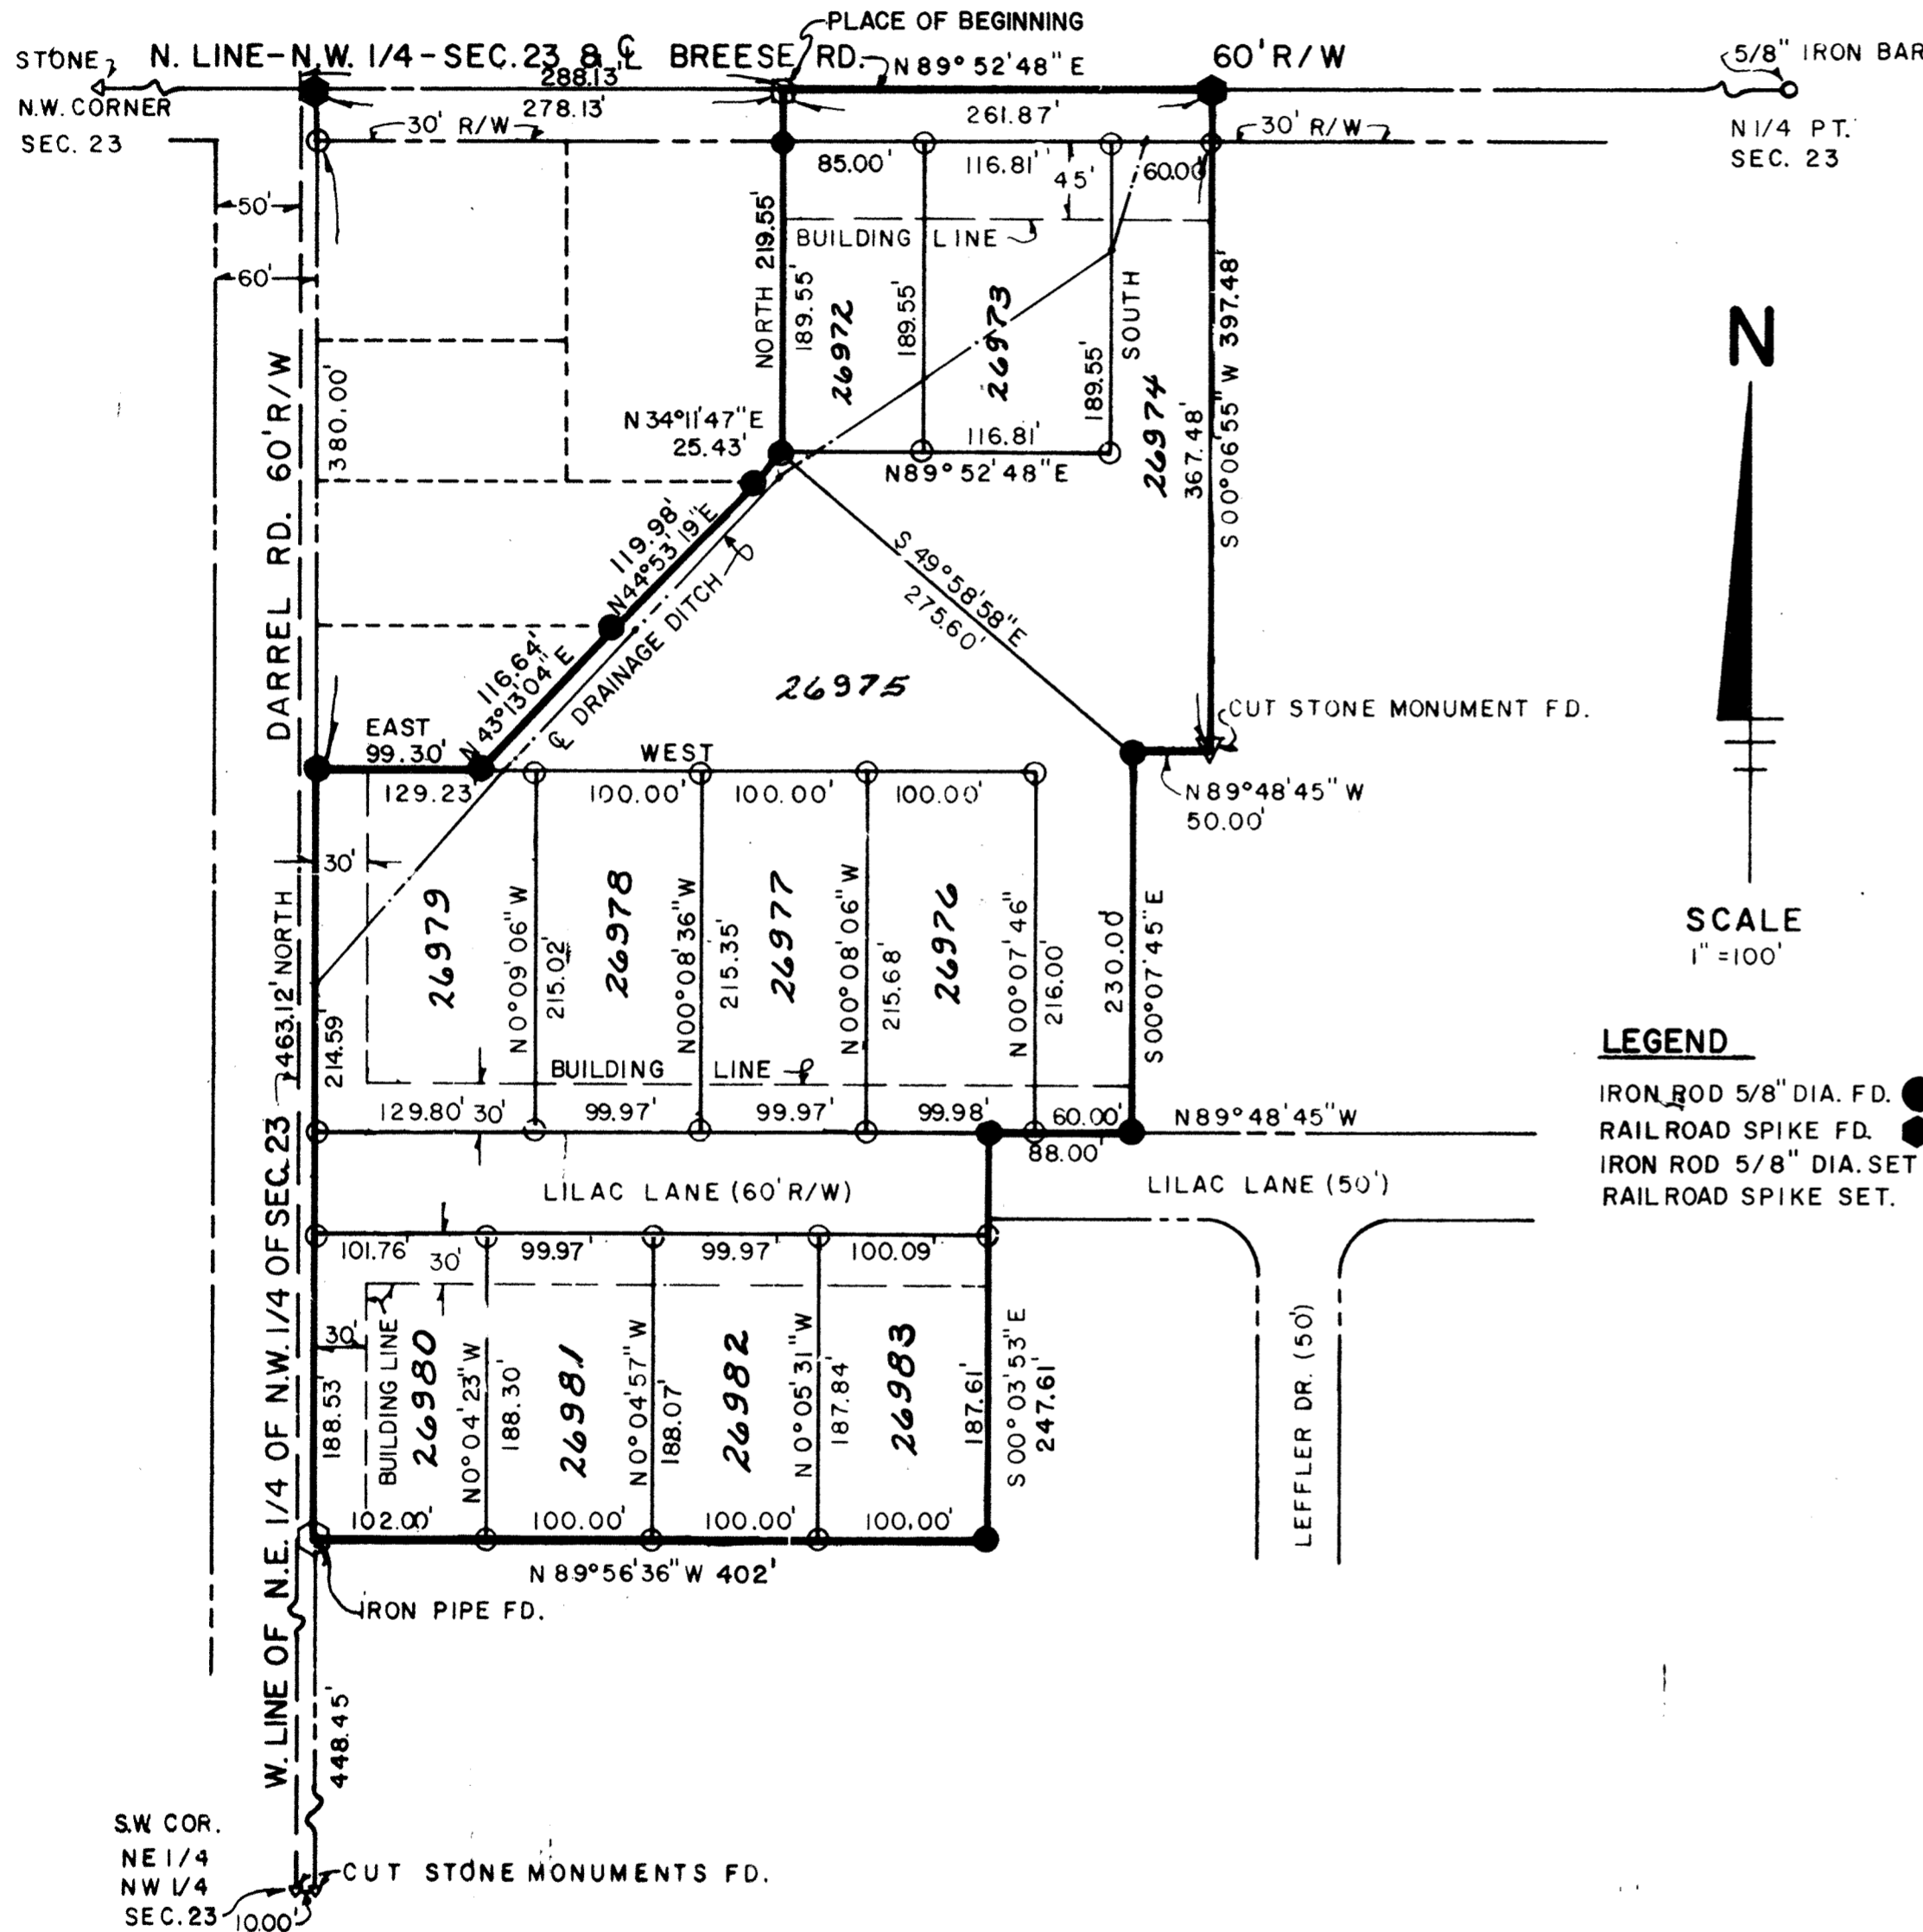 PLACE OF BEGINNING
STONE
N. LINE-N.W. 1/4-SEC. 23 & ℄ BREESE RD.
N 89° 52' 48" E
60' R/W
5/8" IRON BAR
288.13'
N.W. CORNER
SEC. 23
278.13'
261.87'
N 1/4 PT.
SEC. 23
30' R/W
30' R/W
85.00'
116.81'
60.00'
45'
50'
60'
BUILDING LINE
NORTH 219.55'
189.55'
26972
189.55'
26973
189.55'
SOUTH
26974
367.48'
S 00° 06' 55" W 397.48'
N
DARREL RD. 60' R/W
380.00'
N 34° 11' 47" E
25.43'
116.81'
N 89° 52' 48" E
119.98'
N 44° 53' 19" E
S 49° 58' 58" E
275.60'
116.64'
N 43° 13' 04" E
℄ DRAINAGE DITCH
26975
CUT STONE MONUMENT FD.
N 89° 48' 45" W
50.00'
EAST
99.30'
WEST
129.23'
100.00'
100.00'
100.00'
30'
26979
N 0° 09' 06" W
215.02'
26978
N 00° 08' 36" W
215.35'
26977
N 00° 08' 06" W
215.68'
26976
N 00° 07' 46"
216.00'
230.00'
S 00° 07' 45" E
SCALE
1" = 100'
214.59'
1463.12' NORTH
BUILDING LINE
129.80'
30'
99.97'
99.97'
99.98'
60.00'
88.00'
N 89° 48' 45" W
LEGEND
IRON ROD 5/8" DIA. FD.
RAILROAD SPIKE FD.
IRON ROD 5/8" DIA. SET
RAILROAD SPIKE SET.
LILAC LANE (60' R/W)
LILAC LANE (50')
101.76'
30'
99.97'
99.97'
100.09'
30'
188.53'
BUILDING LINE
26980
N 0° 04' 23" W
188.30'
26981
N 0° 04' 57" W
188.07'
26982
N 0° 05' 31" W
187.84'
26983
187.61'
S 00° 03' 53" E
247.61'
LEFFLER DR. (50')
102.00'
100.00'
100.00'
100.00'
N 89° 56' 36" W 402'
IRON PIPE FD.
W. LINE OF N.E. 1/4 OF N.W. 1/4 OF SEC. 23
448.45'
S.W. COR.
NE 1/4
NW 1/4
SEC. 23
10.00'
CUT STONE MONUMENTS FD.